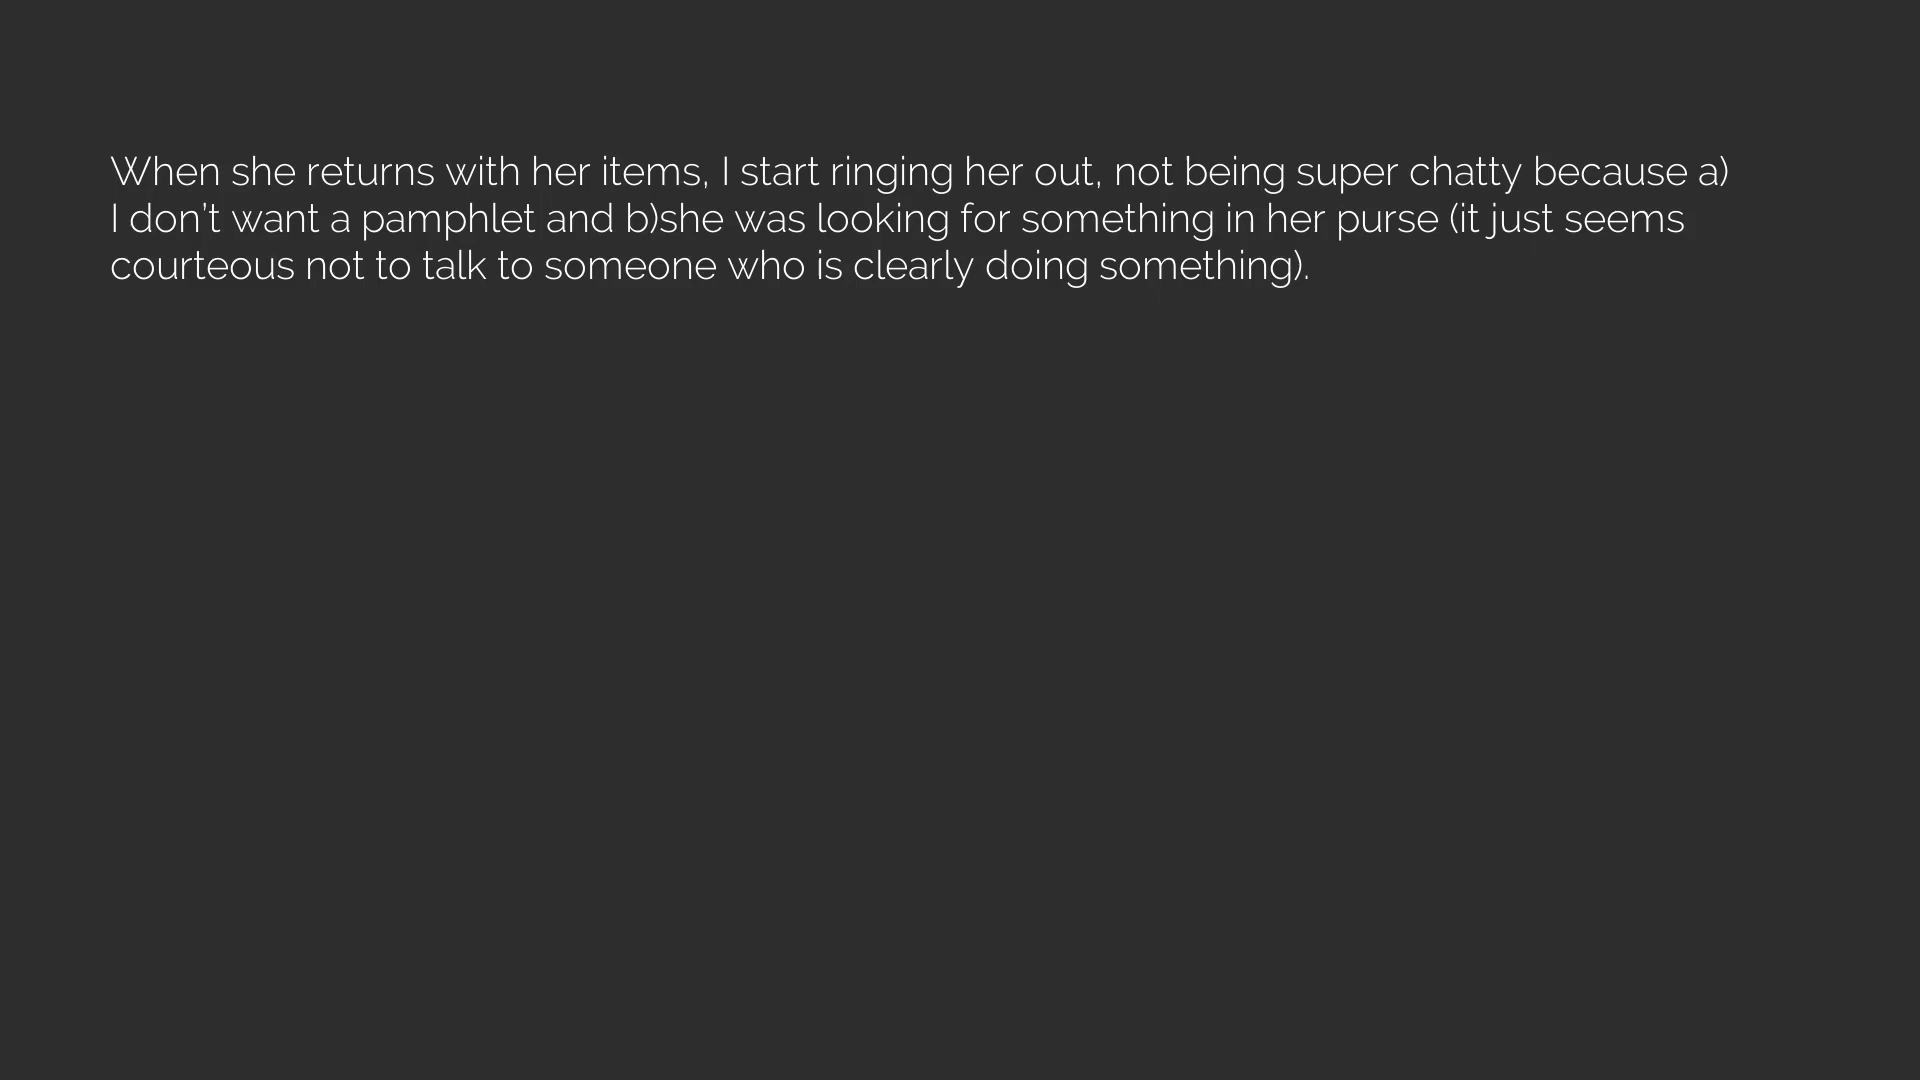 When she returns with her items, I start ringing her out, not being super chatty because a)
I don’t want a pamphlet and b)she was looking for something in her purse (it just seems
courteous not to talk to someone who is clearly doing something).